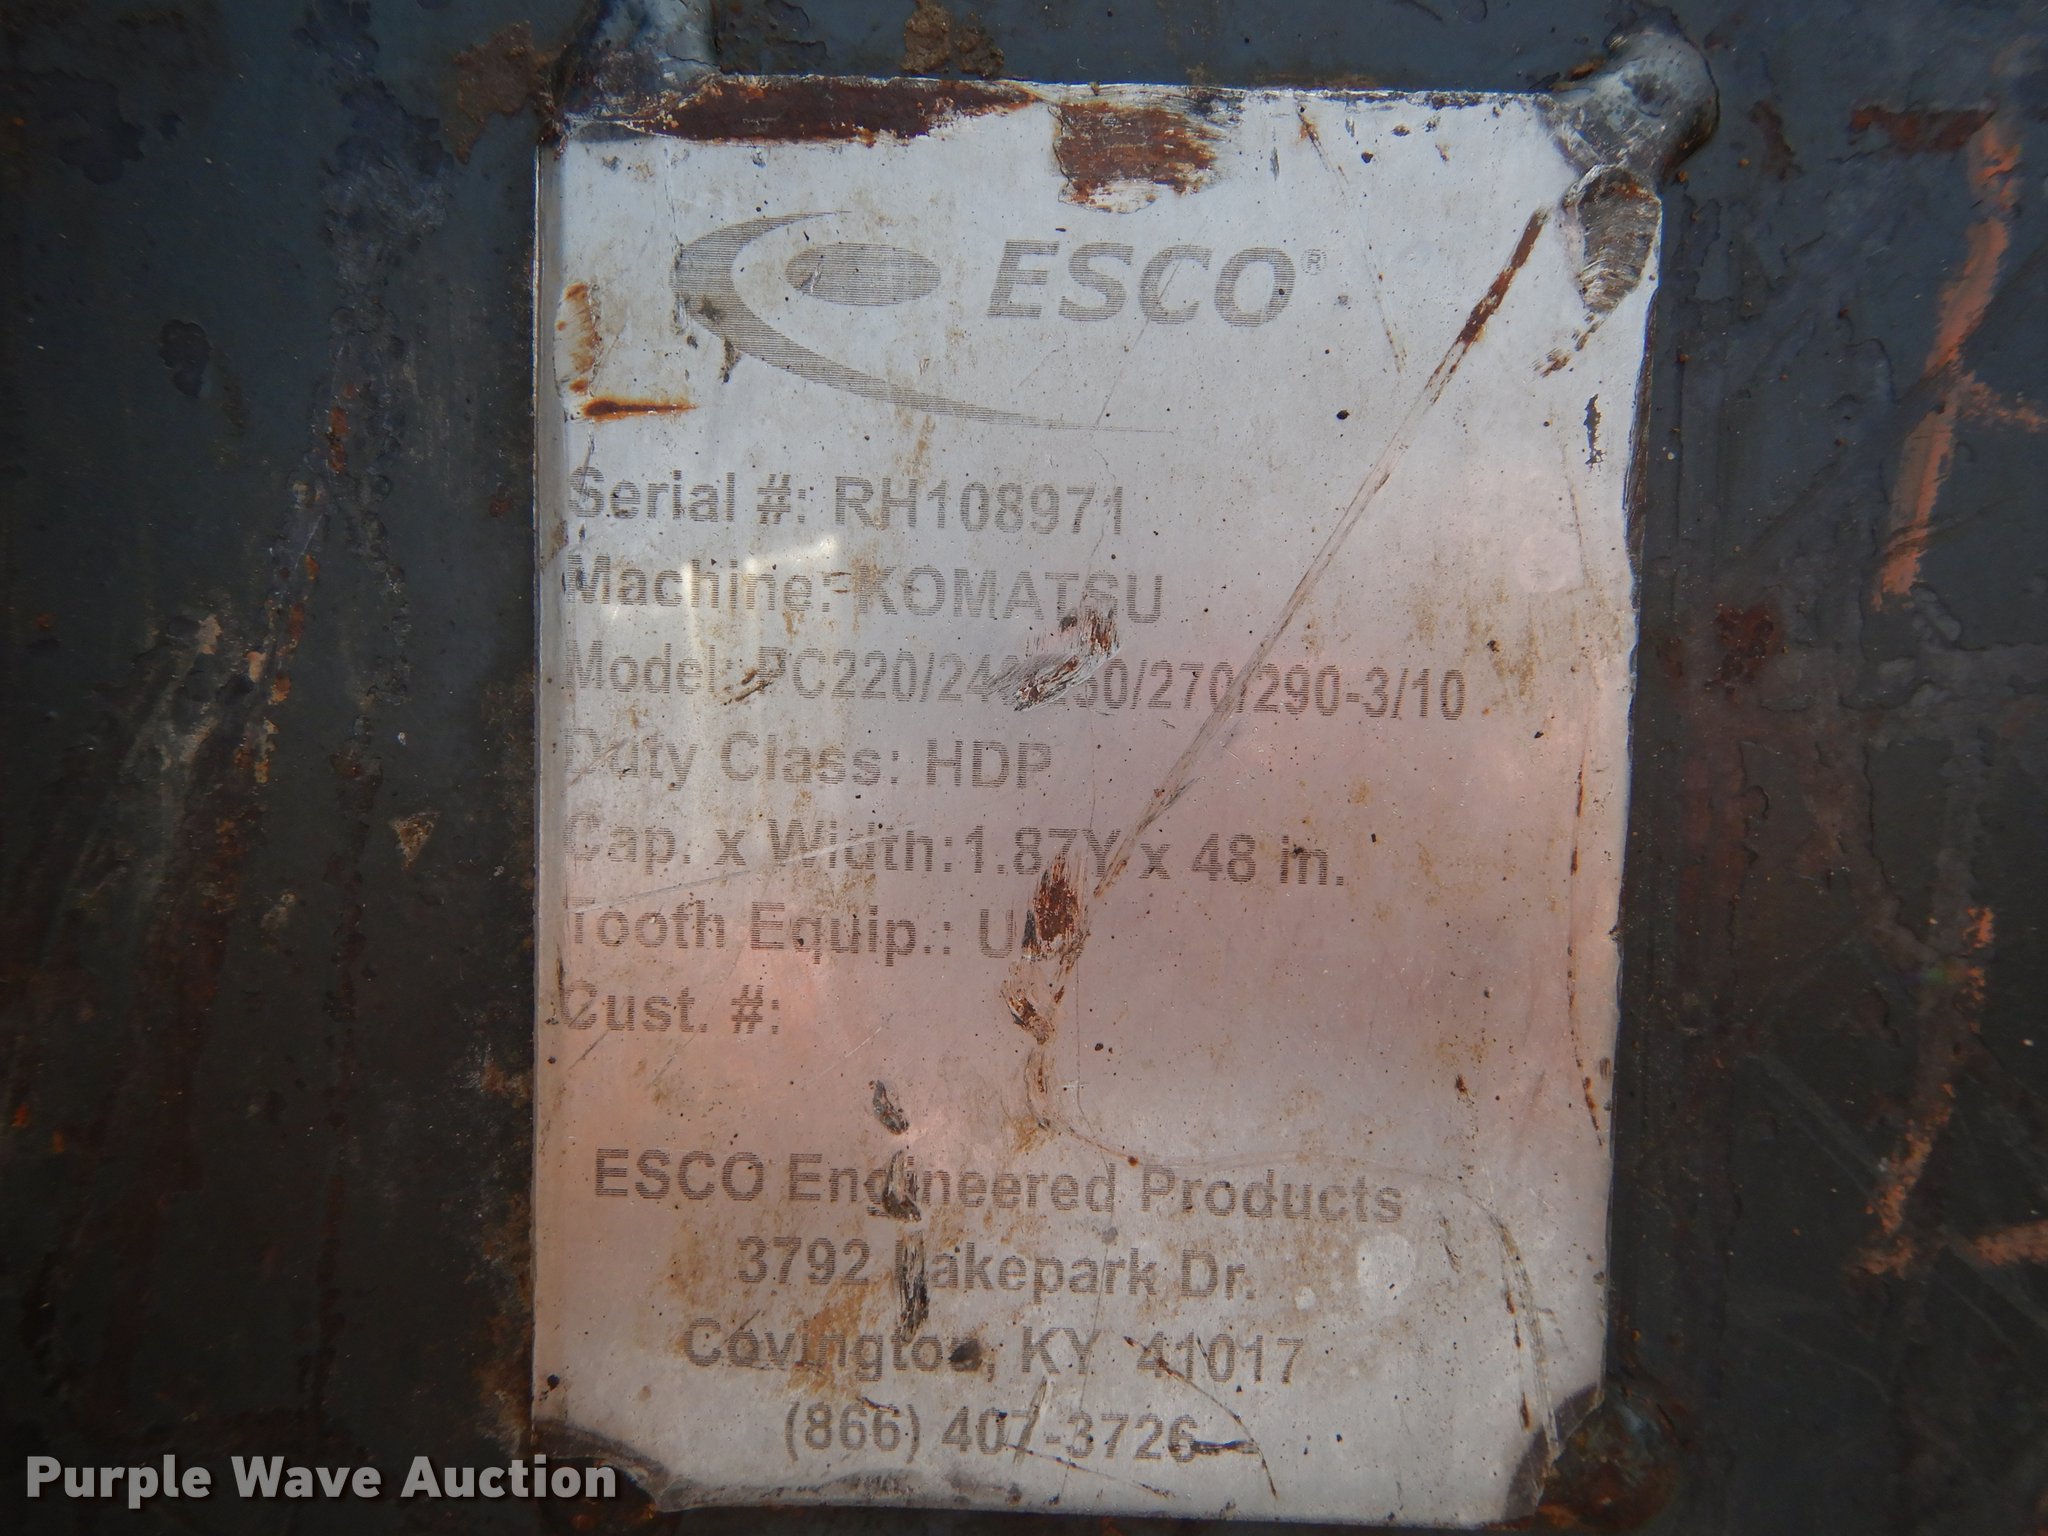 ESCO®
Serial #: RH108971
Machine: KOMATSU
Model: PC220/240/250/270/290-3/10
Duty Class: HDP
Cap. x Width: 1.87Y x 48 in.
Tooth Equip.:
Cust. #:
ESCO Engineered Products
3792 Lakepark Dr.
Covington, KY 41017
(866) 407-3726
Purple Wave Auction